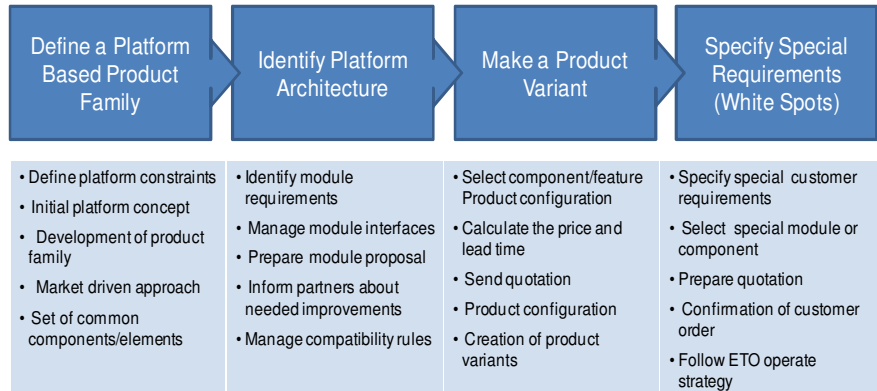 Define a Platform
Based Product
Family
Identify Platform
Architecture
Make a Product
Variant
Specify Special
Requirements
(White Spots)
• Define platform constraints
• Initial platform concept
• Development of product
family
• Market driven approach
• Set of common
components/elements
• Identify module
requirements
• Manage module interfaces
• Prepare module proposal
• Inform partners about
needed improvements
• Manage compatibility rules
• Select component/feature
Product configuration
• Calculate the price and
lead time
• Send quotation
• Product configuration
• Creation of product
variants
• Specify special customer
requirements
• Select special module or
component
• Prepare quotation
• Confirmation of customer
order
• Follow ETO operate
strategy